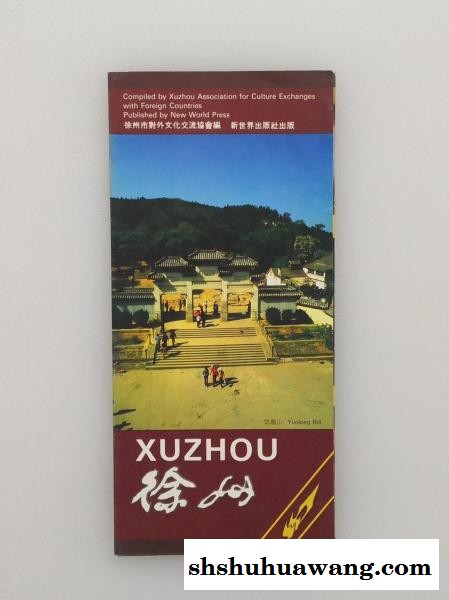 Compiled by Xuzhou Association for Culture Exchanges
with Foreign Countries
Published by New World Press
徐州市對外文化交流協會編 新世界出版社出版
雲龍山 Yunlong Hill
XUZHOU
徐州
shshuhuawang.com